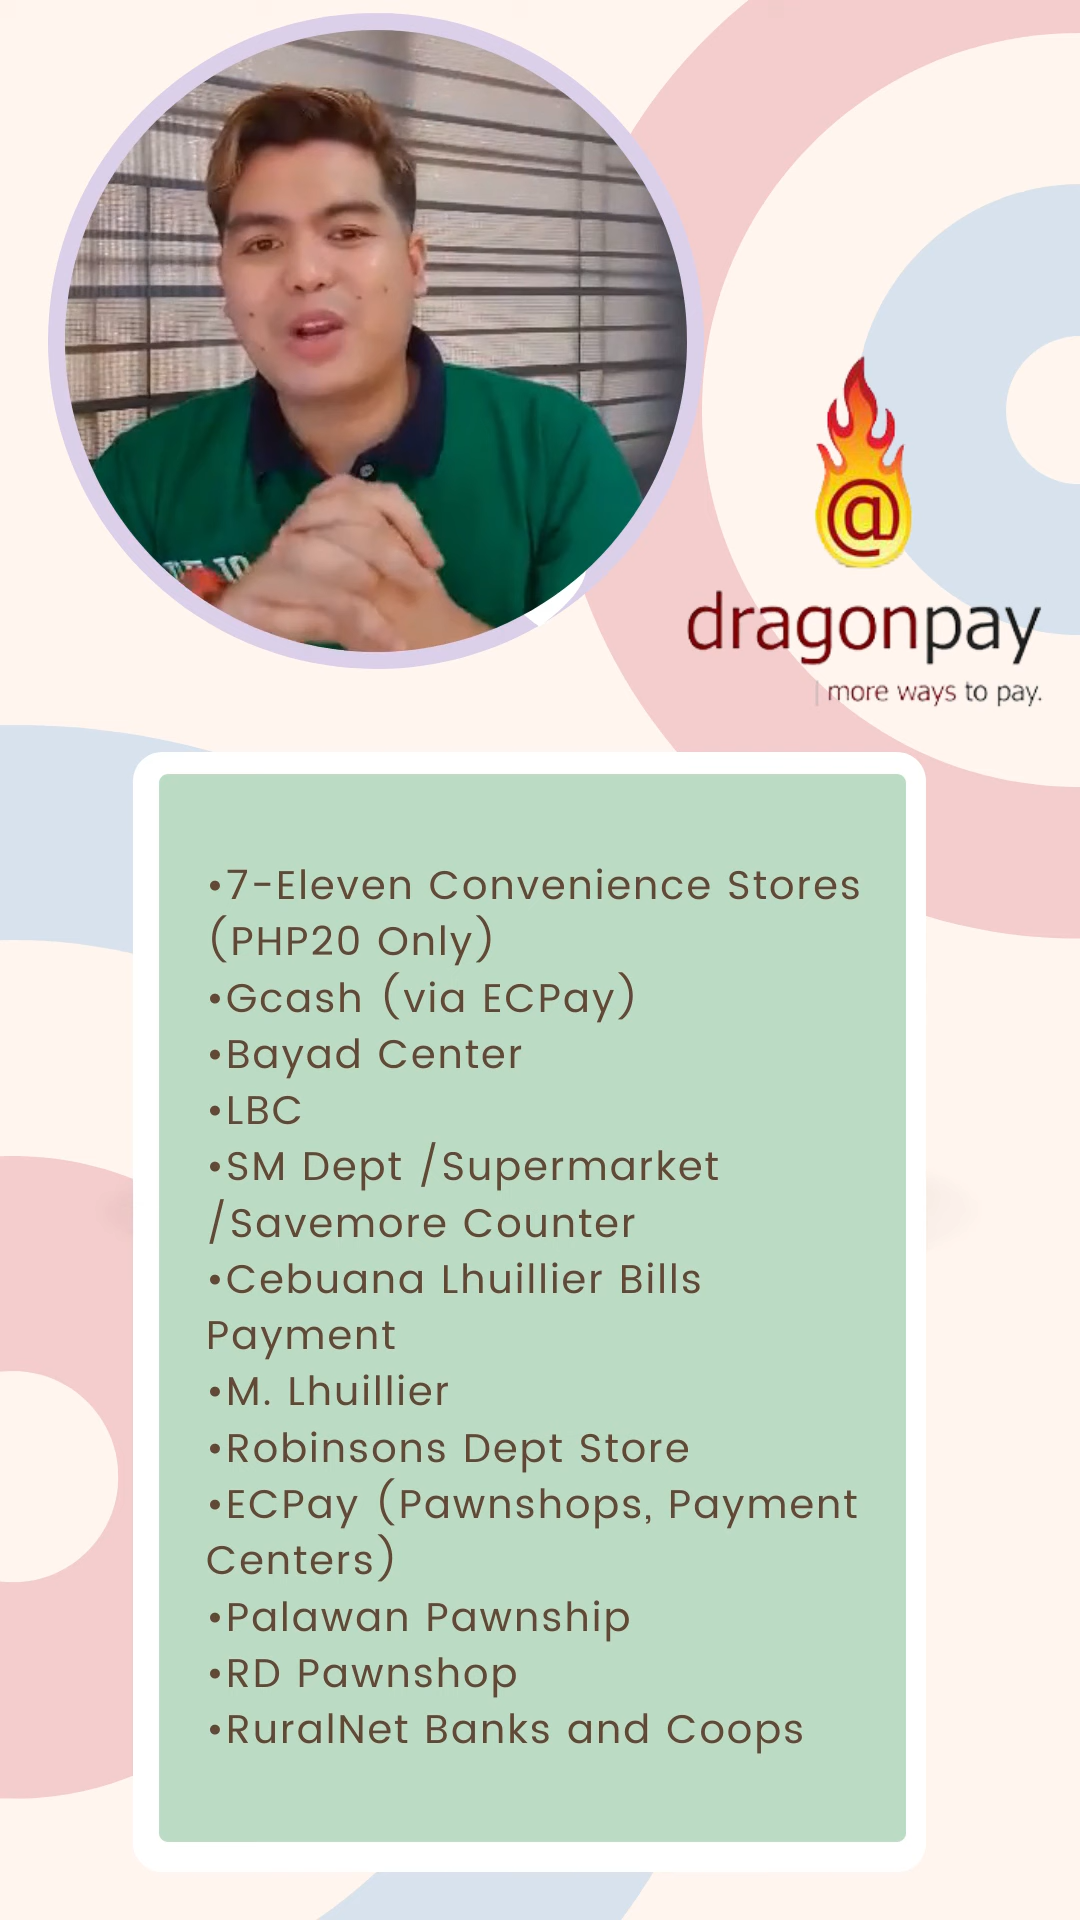 @
dragonpay
more ways to pay.
•7-Eleven Convenience Stores
(PHP20 Only)
•Gcash (via ECPay)
•Bayad Center
•LBC
•SM Dept /Supermarket
/Savemore Counter
•Cebuana Lhuillier Bills
Payment
•M. Lhuillier
•Robinsons Dept Store
•ECPay (Pawnshops, Payment
Centers)
•Palawan Pawnship
•RD Pawnshop
•RuralNet Banks and Coops